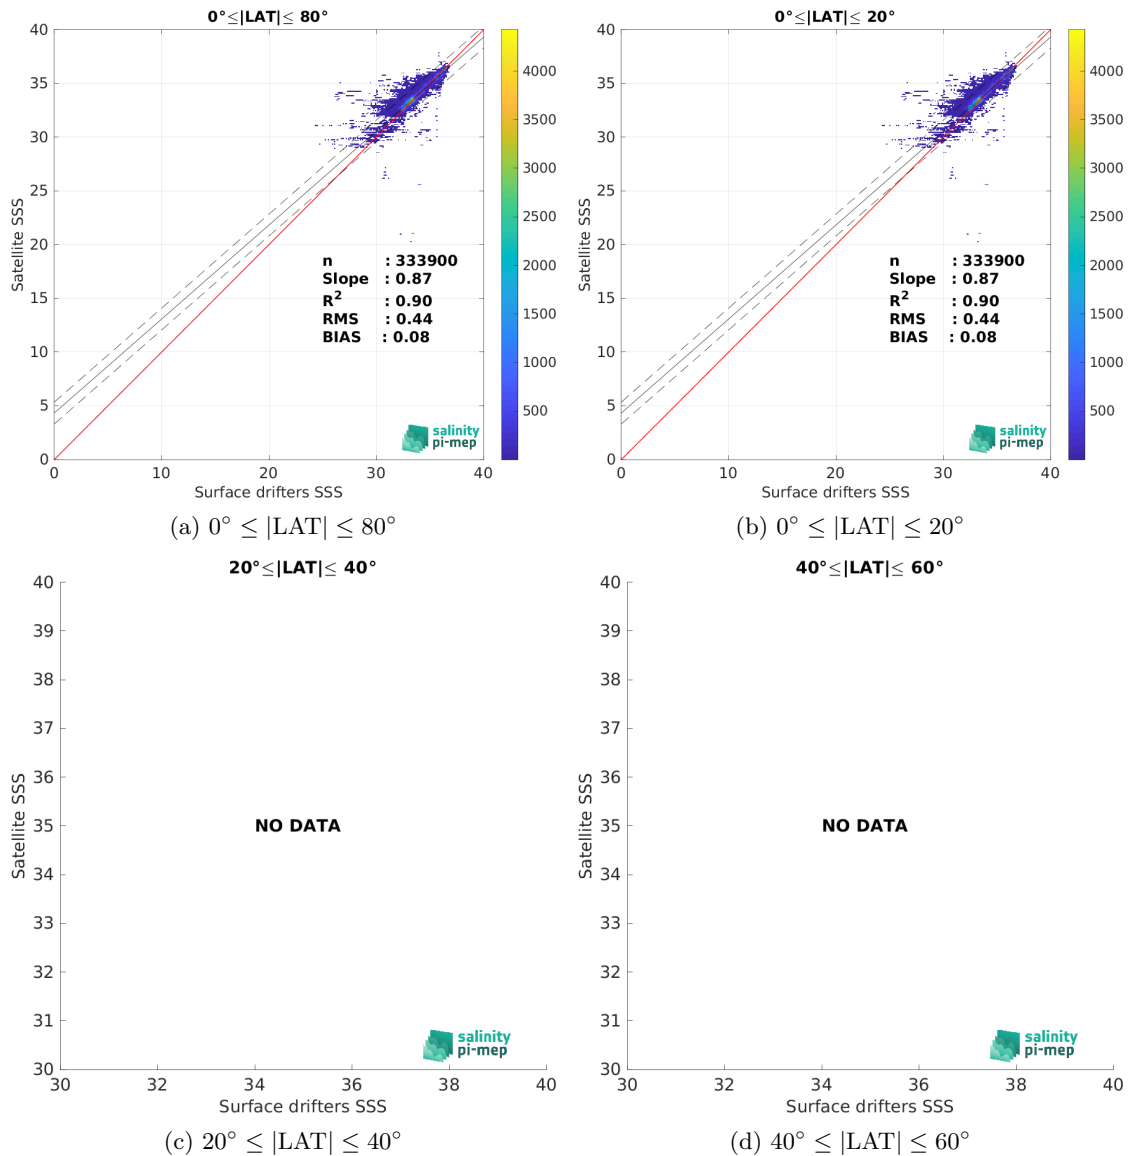 0°≤|LAT|≤ 80°
40
35
30
25
20
15
10
5
0
Satellite SSS
0
10
20
30
40
Surface drifters SSS
n : 333900
Slope : 0.87
R² : 0.90
RMS : 0.44
BIAS : 0.08
salinity
pi-mep
4000
3500
3000
2500
2000
1500
1000
500
(a) 0° ≤ |LAT| ≤ 80°
0°≤|LAT|≤ 20°
40
35
30
25
20
15
10
5
0
Satellite SSS
0
10
20
30
40
Surface drifters SSS
n : 333900
Slope : 0.87
R² : 0.90
RMS : 0.44
BIAS : 0.08
salinity
pi-mep
4000
3500
3000
2500
2000
1500
1000
500
(b) 0° ≤ |LAT| ≤ 20°
20°≤|LAT|≤ 40°
40
39
38
37
36
35
34
33
32
31
30
Satellite SSS
NO DATA
salinity
pi-mep
30
32
34
36
38
40
Surface drifters SSS
(c) 20° ≤ |LAT| ≤ 40°
40°≤|LAT|≤ 60°
40
39
38
37
36
35
34
33
32
31
30
Satellite SSS
NO DATA
salinity
pi-mep
30
32
34
36
38
40
Surface drifters SSS
(d) 40° ≤ |LAT| ≤ 60°